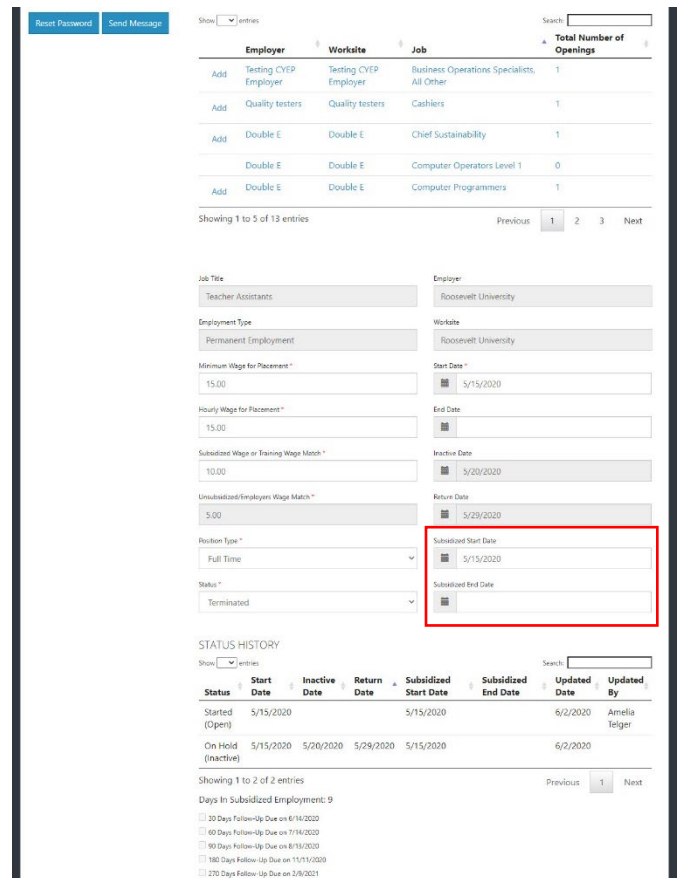 Reset Password Send Message
Show entries Search:
Employer Worksite Job Total Number of Openings
Add Testing CYEP Employer Testing CYEP Employer Business Operations Specialists, All Other 1
Add Quality testers Quality testers Cashiers 1
Add Double E Double E Chief Sustainability 1
Double E Double E Computer Operators Level 1 0
Add Double E Double E Computer Programmers 1
Showing 1 to 5 of 13 entries Previous 1 2 3 Next
Job Title Employer
Teacher Assistants Roosevelt University
Employment Type Worksite
Permanent Employment Roosevelt University
Minimum Wage for Placement * Start Date *
15.00 5/15/2020
Hourly Wage for Placement * End Date
15.00
Subsidized Wage or Training Wage Match * Inactive Date
10.00 5/20/2020
Unsubsidized/Employers Wage Match * Return Date
5.00 5/29/2020
Position Type * Subsidized Start Date
Full Time 5/15/2020
Status * Subsidized End Date
Terminated
STATUS HISTORY
Show entries Search:
Status Start Date Inactive Date Return Date Subsidized Start Date Subsidized End Date Updated Date Updated By
Started (Open) 5/15/2020 5/15/2020 6/2/2020 Amelia Telger
On Hold (Inactive) 5/15/2020 5/20/2020 5/29/2020 5/15/2020 6/2/2020
Showing 1 to 2 of 2 entries Previous 1 Next
Days In Subsidized Employment: 9
30 Days Follow-Up Due on 6/14/2020
60 Days Follow-Up Due on 7/14/2020
90 Days Follow-Up Due on 8/13/2020
180 Days Follow-Up Due on 11/11/2020
270 Days Follow-Up Due on 2/9/2021